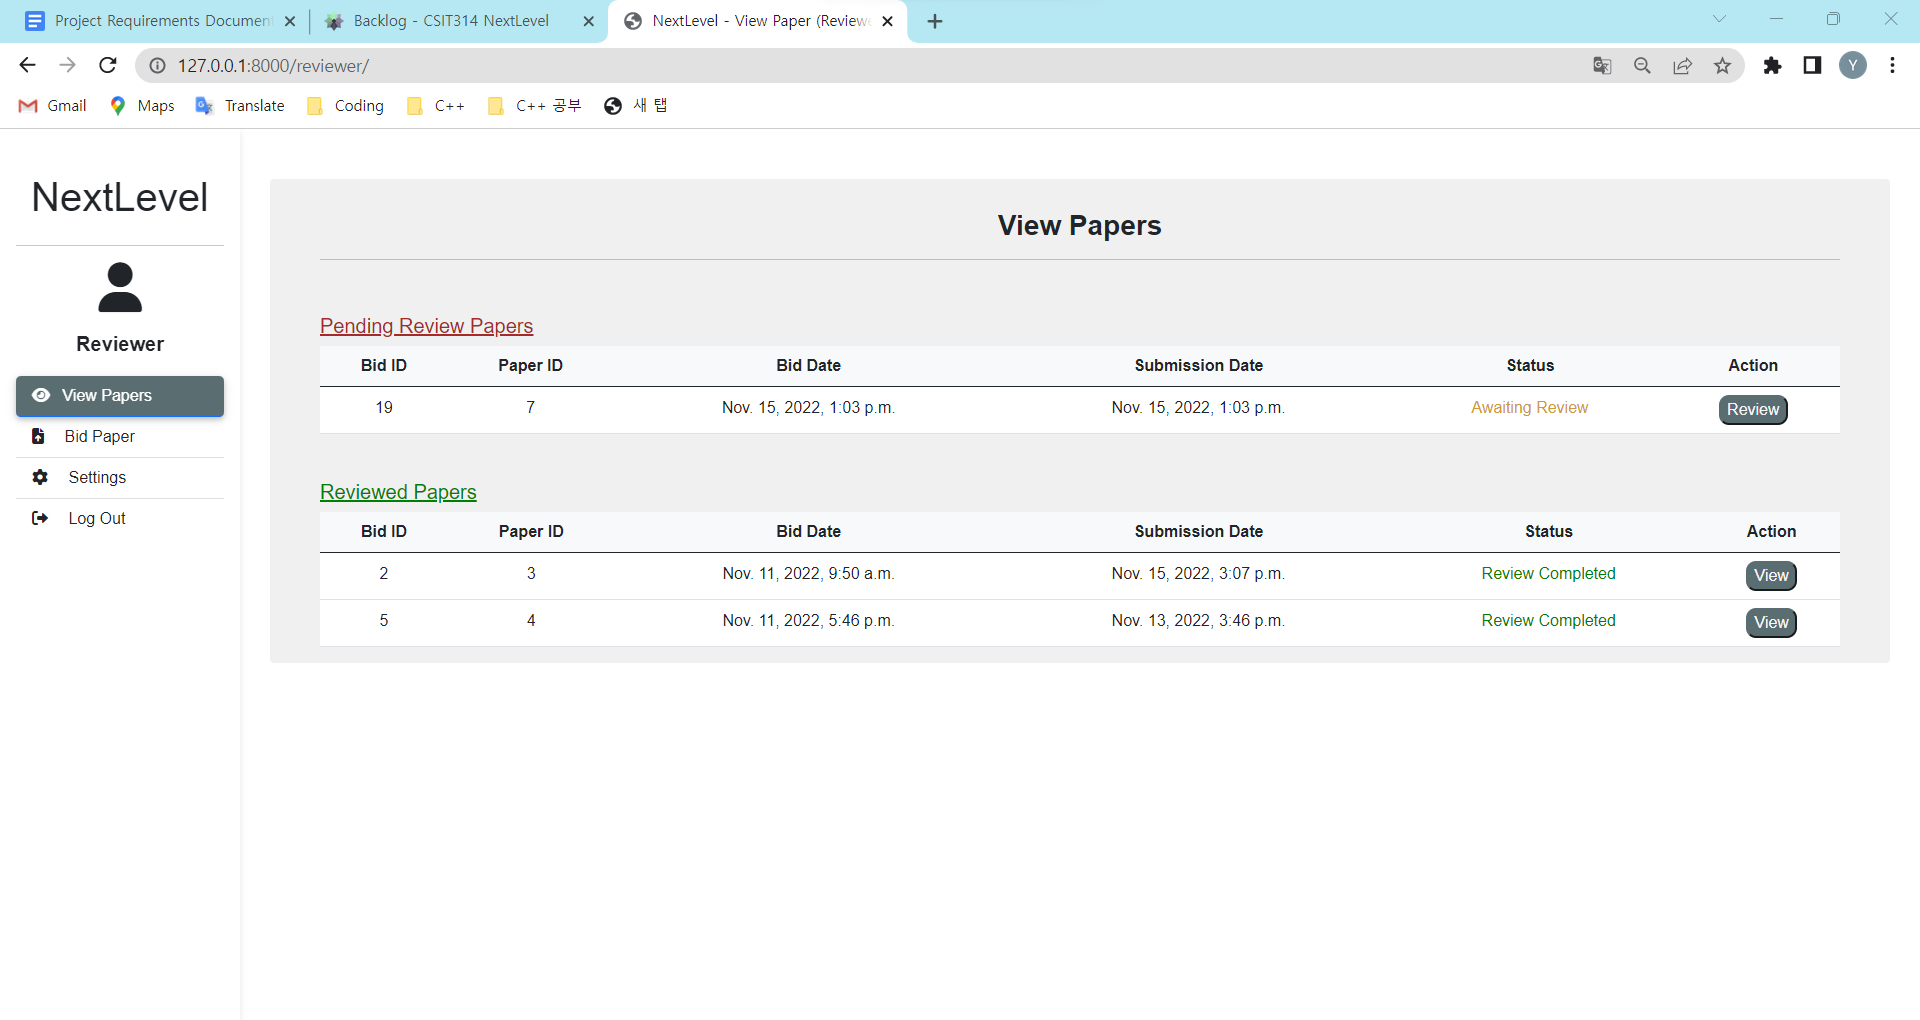 Project Requirements Documen
Backlog - CSIT314 NextLevel
NextLevel - View Paper (Reviewe
127.0.0.1:8000/reviewer/
Y
Gmail Maps Translate Coding C++ C++ 공부 새 탭
NextLevel
Reviewer
View Papers
Bid Paper
Settings
Log Out
View Papers
Pending Review Papers
Bid ID Paper ID Bid Date Submission Date Status Action
19 7 Nov. 15, 2022, 1:03 p.m. Nov. 15, 2022, 1:03 p.m. Awaiting Review Review
Reviewed Papers
Bid ID Paper ID Bid Date Submission Date Status Action
2 3 Nov. 11, 2022, 9:50 a.m. Nov. 15, 2022, 3:07 p.m. Review Completed View
5 4 Nov. 11, 2022, 5:46 p.m. Nov. 13, 2022, 3:46 p.m. Review Completed View